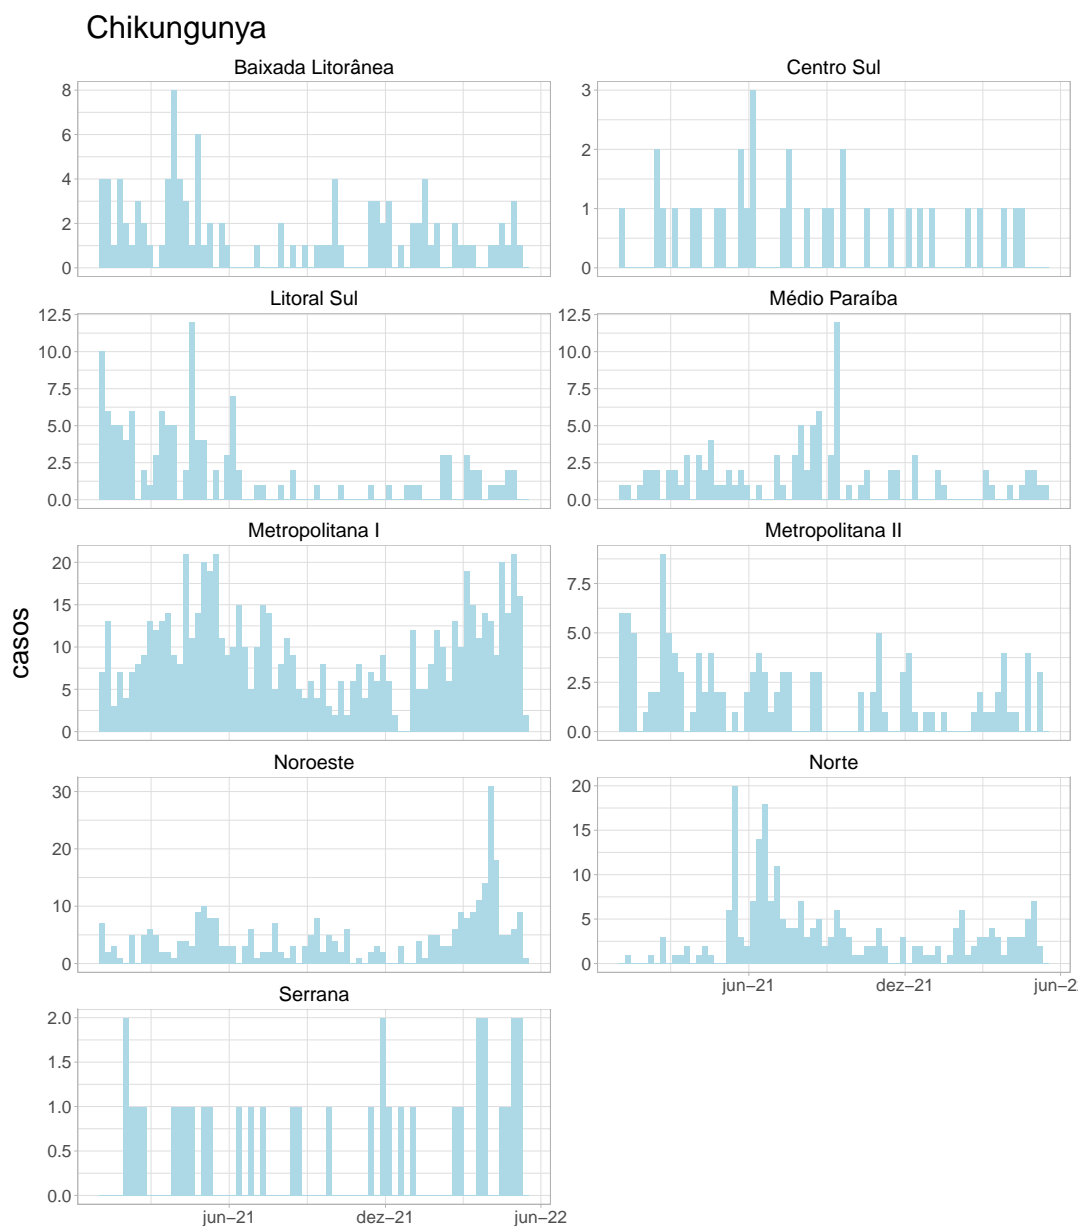 Chikungunya
Baixada Litorânea
Centro Sul
8
6
4
2
0
3
2
1
0
Litoral Sul
Médio Paraíba
12.5
10.0
7.5
5.0
2.5
0.0
12.5
10.0
7.5
5.0
2.5
0.0
Metropolitana I
Metropolitana II
20
15
10
5
0
7.5
5.0
2.5
0.0
casos
Noroeste
Norte
30
20
10
0
20
15
10
5
0
jun−21
dez−21
jun−2
Serrana
2.0
1.5
1.0
0.5
0.0
jun−21
dez−21
jun−22